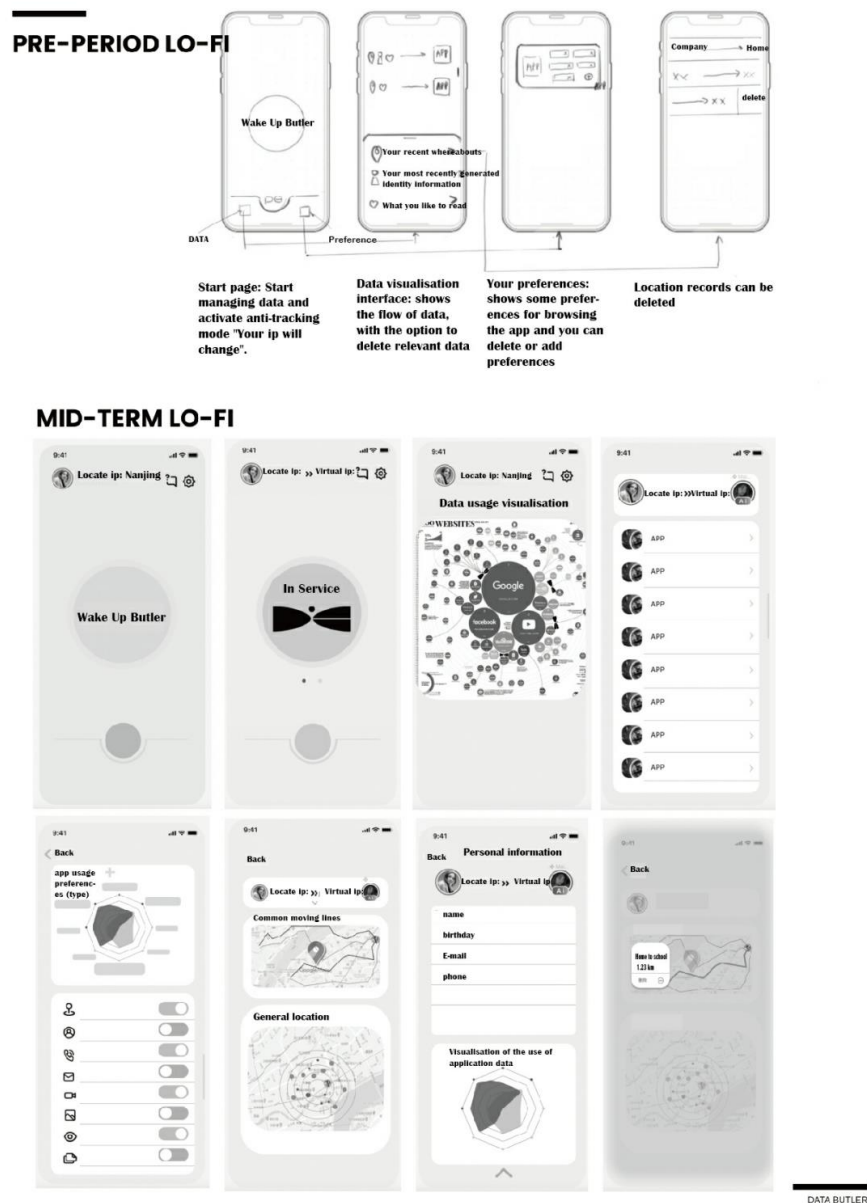 PRE-PERIOD LO-FI
Wake Up Butler
DATA
Preference
APP
APP
Your recent whereabouts
Your most recently generated
identity information
What you like to read
APP
Company
Home
delete
Start page: Start
managing data and
activate anti-tracking
mode "Your ip will
change".
Data visualisation
interface: shows
the flow of data,
with the option to
delete relevant data
Your preferences:
shows some prefer-
ences for browsing
the app and you can
delete or add
preferences
Location records can be
deleted
MID-TERM LO-FI
9:41
Locate ip: Nanjing
Wake Up Butler
9:41
Locate ip: >> Virtual ip:
In Service
9:41
Locate ip: Nanjing
Data usage visualisation
WEBSITES
Google
facebook
9:41
Locate ip: >>Virtual ip:
APP
APP
APP
APP
APP
APP
APP
APP
9:41
Back
app usage
preferenc-
es (type)
9:41
Back
Locate ip: >> Virtual ip:
Common moving lines
General location
9:41
Back
Personal information
Locate ip: >> Virtual ip
name
birthday
E-mail
phone
Visualisation of the use of
application data
9:41
Back
Home to school
1.23 km
DATA BUTLER